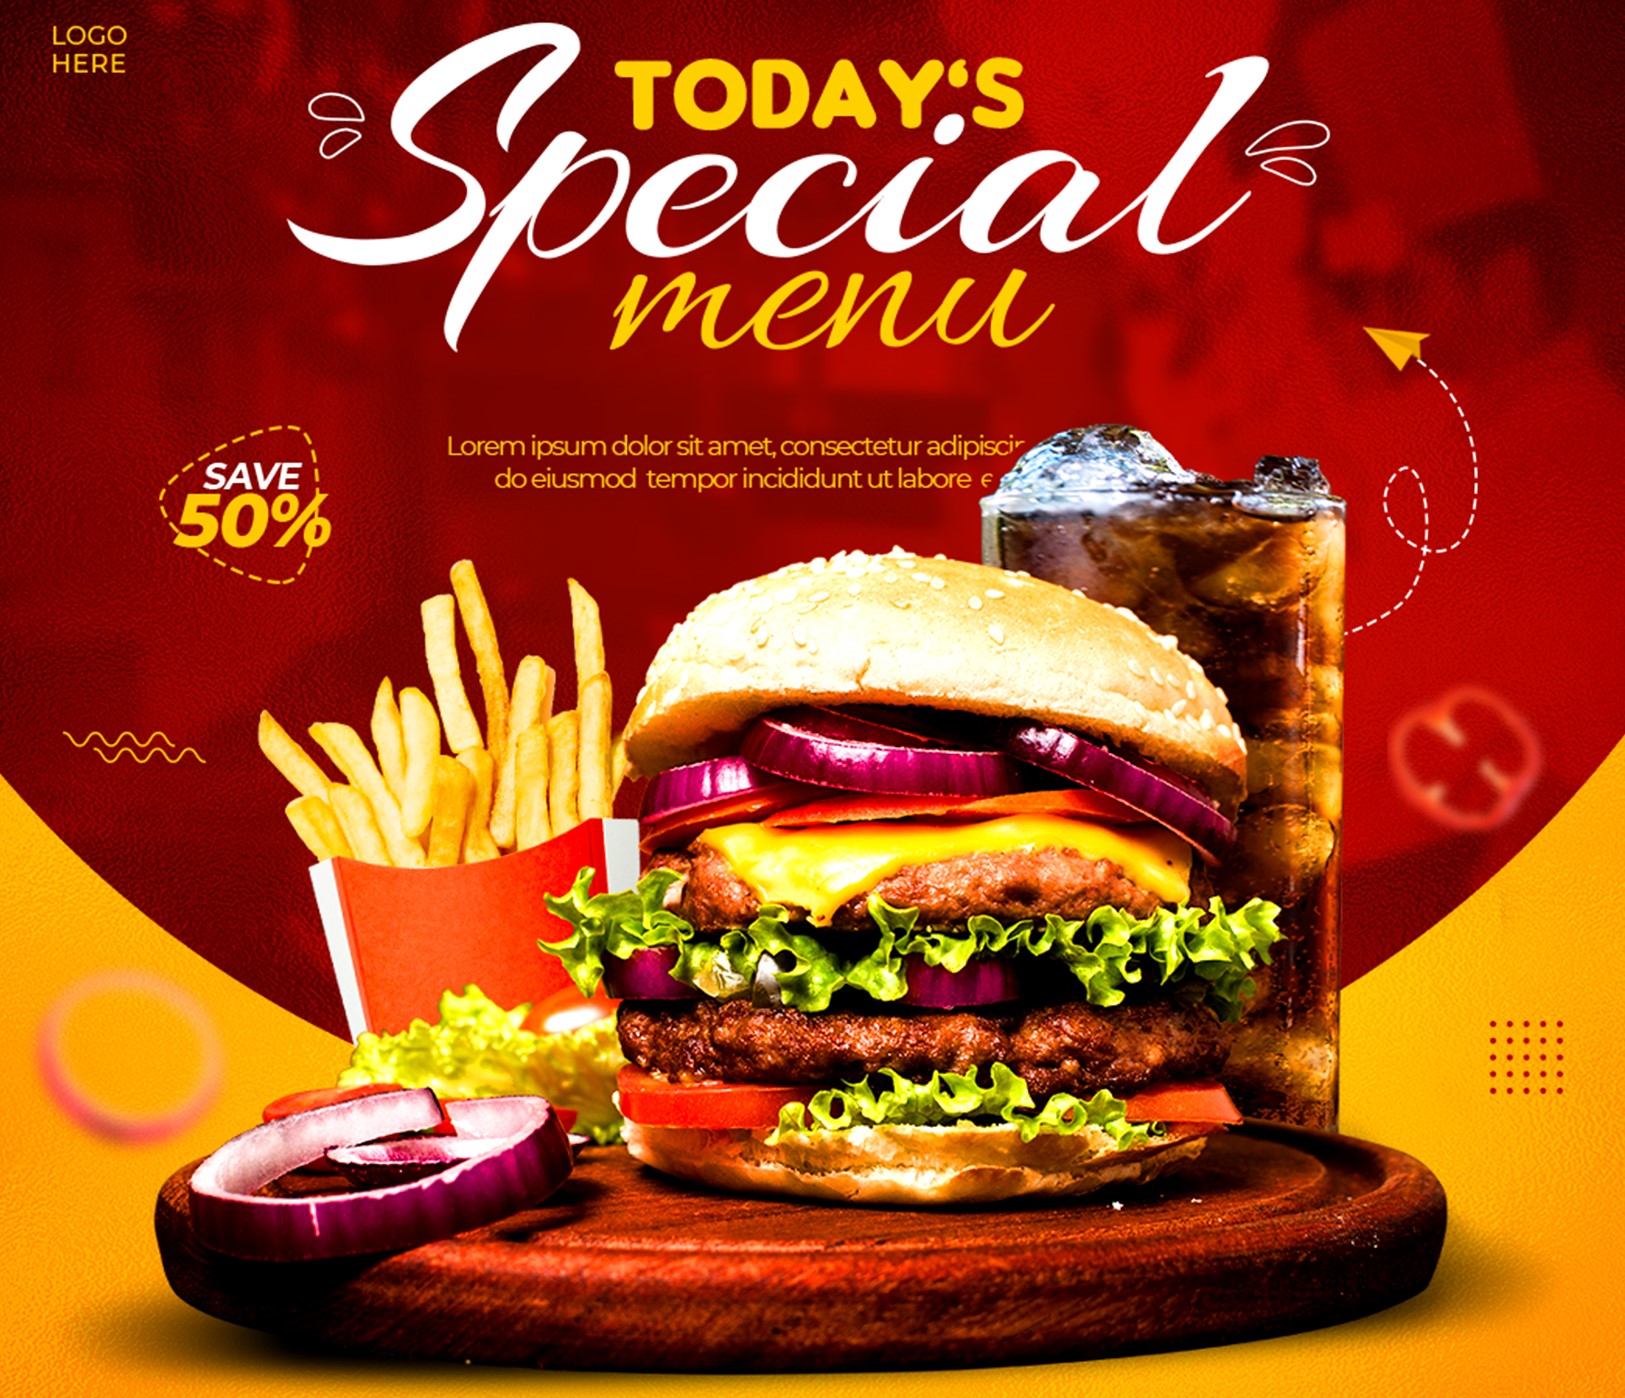 LOGO
HERE
TODAY‘S
Special
menu
Lorem ipsum dolor sit amet, consectetur
do eiusmod tempor incididunt ut labore
SAVE
50%